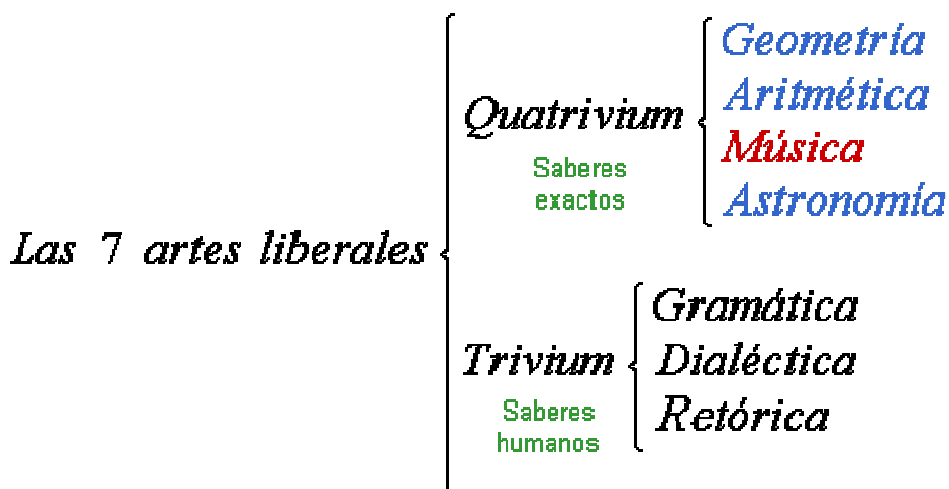 Las 7 artes liberales
Quatrivium
Saberes
exactos
Geometría
Aritmética
Música
Astronomía
Trivium
Saberes
humanos
Gramática
Dialéctica
Retórica